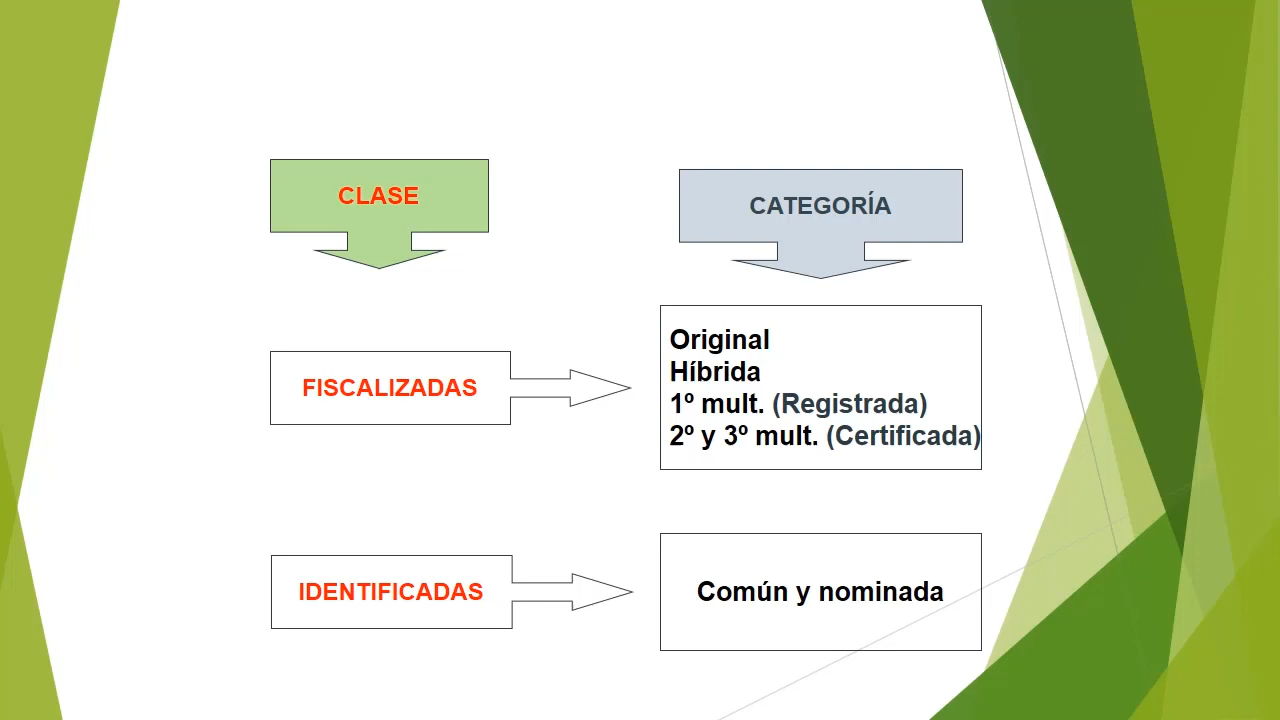 CLASE
CATEGORÍA
FISCALIZADAS
Original
Híbrida
1º mult. (Registrada)
2º y 3º mult. (Certificada)
IDENTIFICADAS
Común y nominada